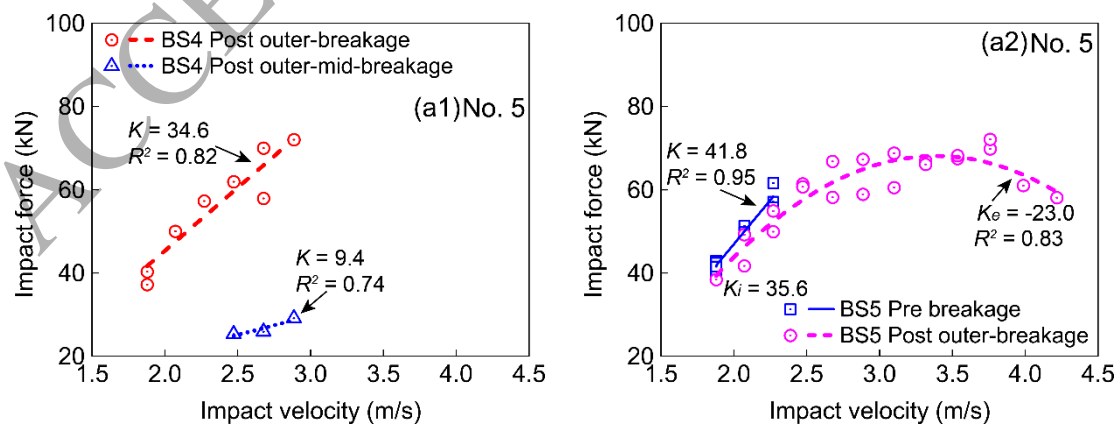 ACCE
100
80
60
40
20
Impact force (kN)
BS4 Post outer-breakage
BS4 Post outer-mid-breakage
(a1)No. 5
K = 34.6
R² = 0.82
K = 9.4
R² = 0.74
1.5 2.0 2.5 3.0 3.5 4.0 4.5
Impact velocity (m/s)
100
80
60
40
20
Impact force (kN)
(a2)No. 5
K = 41.8
R² = 0.95
Ke = -23.0
R² = 0.83
Ki = 35.6
BS5 Pre breakage
BS5 Post outer-breakage
1.5 2.0 2.5 3.0 3.5 4.0 4.5
Impact velocity (m/s)